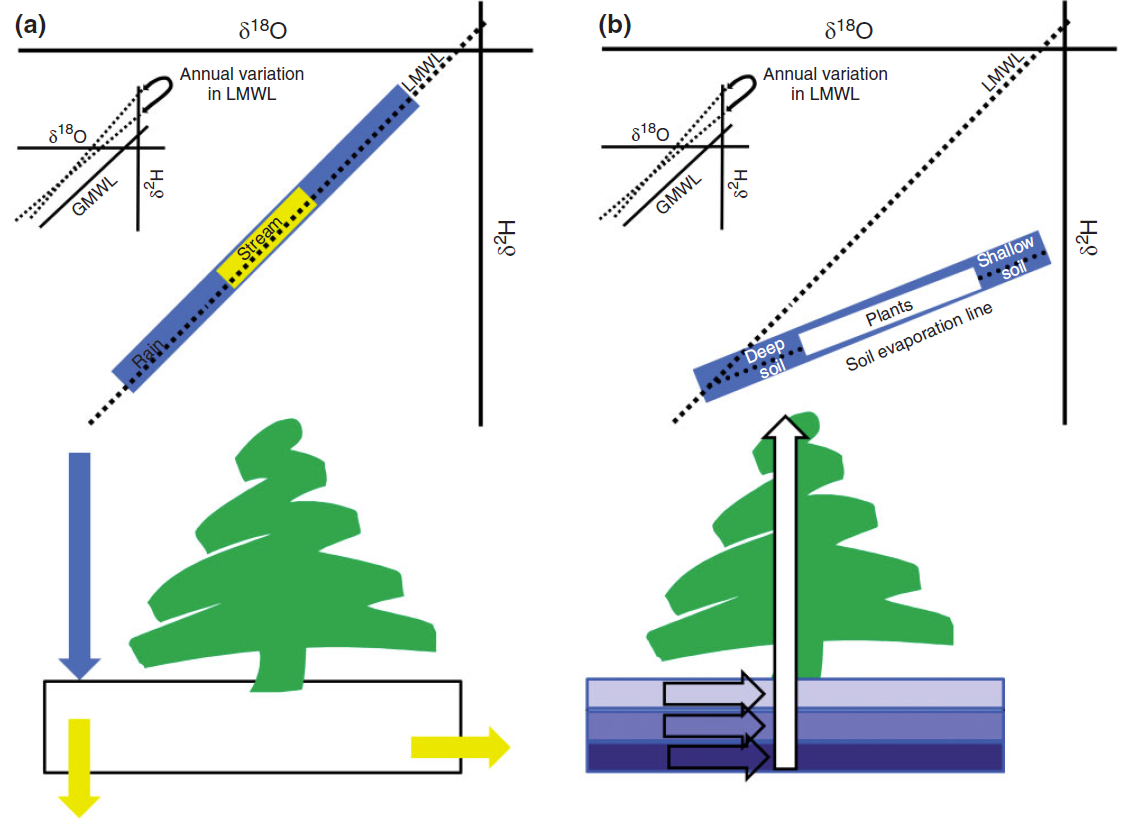 (a)
δ18O
LMWL
Annual variation
in LMWL
δ18O
GMWL
δ2H
Stream
Rain
δ2H
(b)
δ18O
LMWL
Annual variation
in LMWL
δ18O
GMWL
δ2H
δ2H
Shallow
soil
Plants
Deep
soil
Soil evaporation line